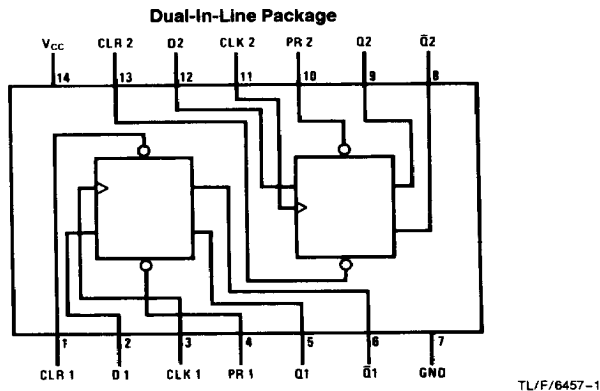 Dual-In-Line Package
VCC CLR 2 D2 CLK 2 PR 2 Q2 Q̄2
14 13 12 11 10 9 8
1 2 3 4 5 6 7
CLR 1 D1 CLK 1 PR 1 Q1 Q̄1 GND
TL/F/6457-1